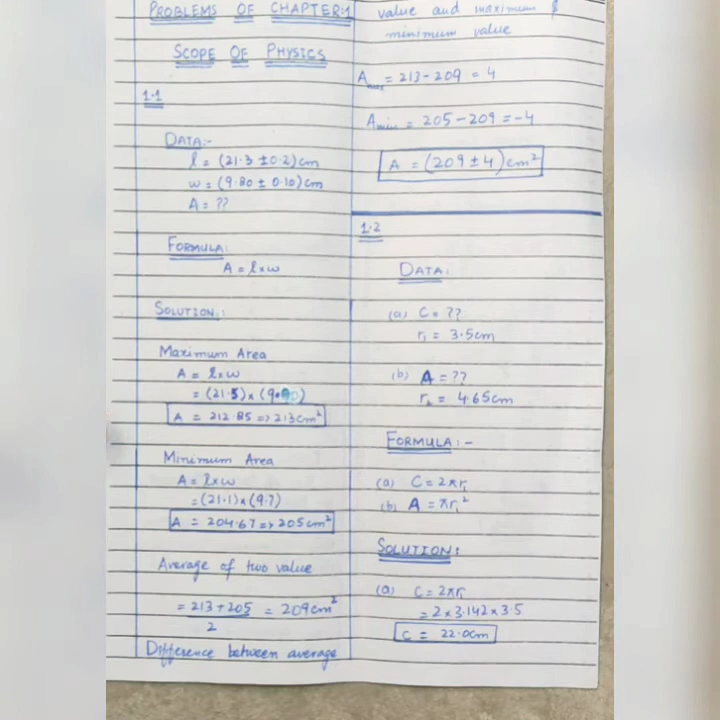 PROBLEMS OF CHAPTER:1
SCOPE OF PHYSICS
1.1
DATA:-
l = (21.3 ± 0.2) cm
w = (9.80 ± 0.10) cm
A = ??
FORMULA:
A = l x w
SOLUTION:
Maximum Area
A = l x w
= (21.5) x (9.90)
A = 212.85 => 213 cm²
Minimum Area
A = l x w
= (21.1) x (9.7)
A = 204.67 => 205 cm²
Average of two value
= 213 + 205 = 209 cm²
2
Difference between average
value and maximum &
minimum value
A max = 213 - 209 = 4
A min = 205 - 209 = -4
A = (209 ± 4) cm²
1.2
DATA:
(a) C = ??
r₁ = 3.5 cm
(b) A = ??
r₂ = 4.65 cm
FORMULA:-
(a) C = 2πr₁
(b) A = πr₁²
SOLUTION:
(a) C = 2πr₁
= 2 x 3.142 x 3.5
C = 22.0cm